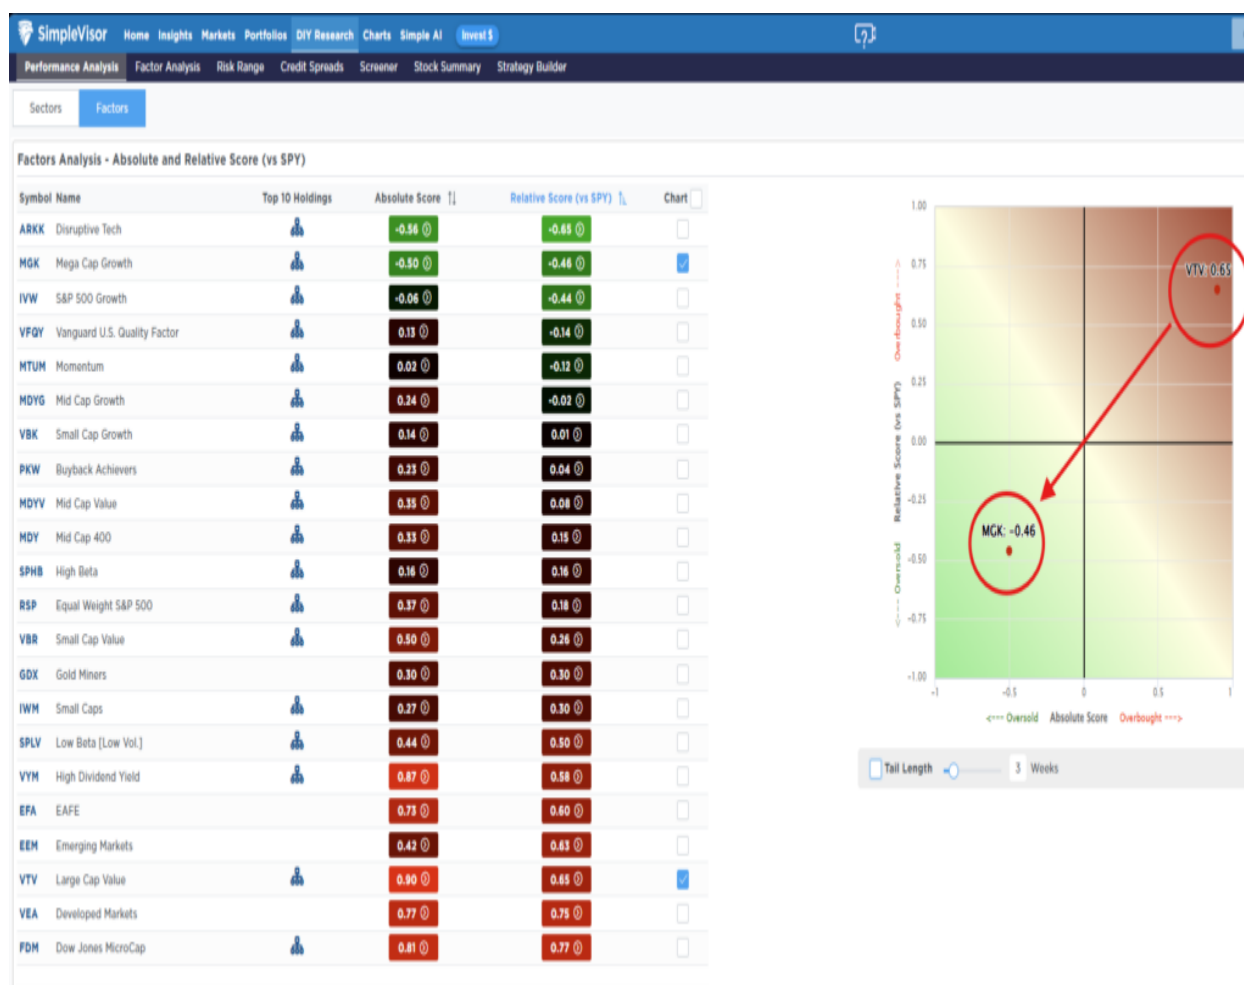 SimpleVisor Home Insights Markets Portfolios DIY Research Charts Simple AI Invest $
Performance Analysis Factor Analysis Risk Range Credit Spreads Screener Stock Summary Strategy Builder
Sectors Factors
Factors Analysis - Absolute and Relative Score (vs SPY)
Symbol Name Top 10 Holdings Absolute Score Relative Score (vs SPY) Chart
ARKK Disruptive Tech -0.56 -0.65
MGK Mega Cap Growth -0.50 -0.46
IVW S&P 500 Growth -0.06 -0.44
VFQY Vanguard U.S. Quality Factor 0.13 -0.14
MTUM Momentum 0.02 -0.12
MDYG Mid Cap Growth 0.24 -0.02
VBK Small Cap Growth 0.14 0.01
PKW Buyback Achievers 0.23 0.04
MDYV Mid Cap Value 0.35 0.08
MDY Mid Cap 400 0.33 0.15
SPHB High Beta 0.16 0.16
RSP Equal Weight S&P 500 0.37 0.18
VBR Small Cap Value 0.50 0.26
GDX Gold Miners 0.30 0.30
IWM Small Caps 0.27 0.30
SPLV Low Beta [Low Vol.] 0.44 0.50
VYM High Dividend Yield 0.87 0.58
EFA EAFE 0.73 0.60
EEM Emerging Markets 0.42 0.63
VTV Large Cap Value 0.90 0.65
VEA Developed Markets 0.77 0.75
FDM Dow Jones MicroCap 0.81 0.77
1.00
0.75
0.50
0.25
0.00
-0.25
-0.50
-0.75
-1.00
<--- Oversold Relative Score (vs SPY) Overbought --->
VTV: 0.65
MGK: -0.46
-1 -0.5 0 0.5 1
<--- Oversold Absolute Score Overbought --->
Tail Length 3 Weeks